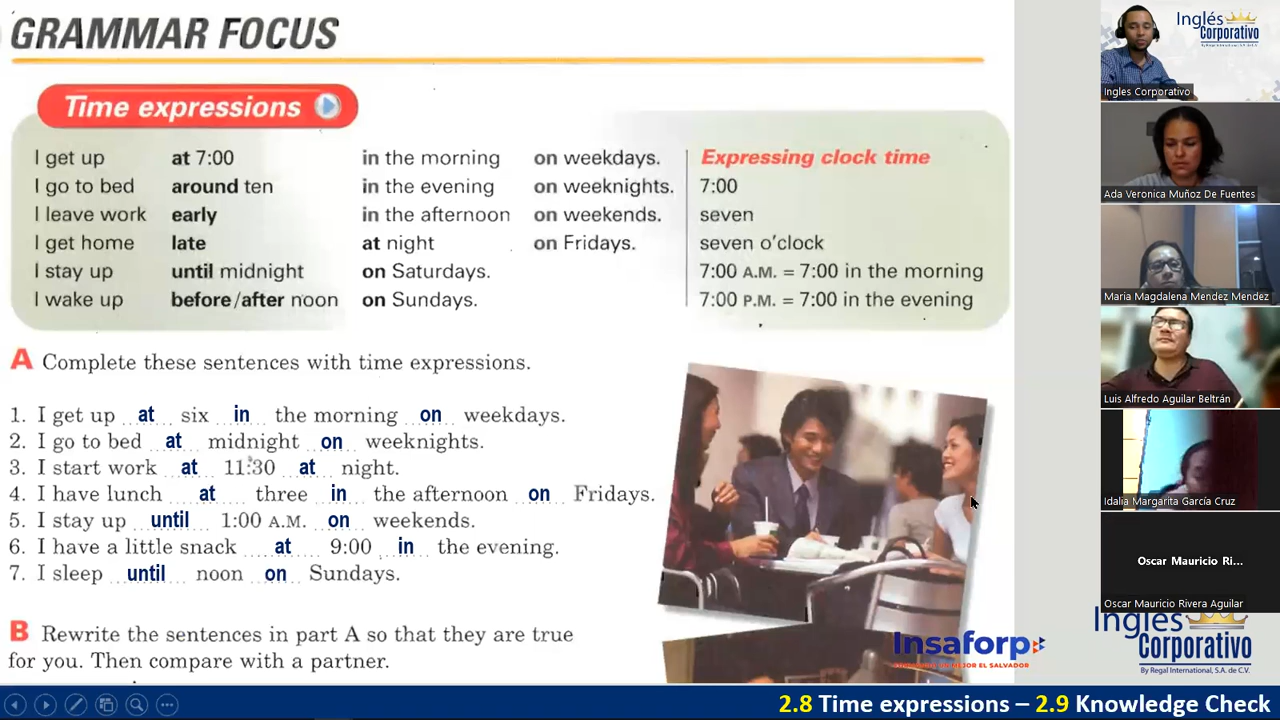 GRAMMAR FOCUS
Time expressions
I get up at 7:00 in the morning on weekdays.
I go to bed around ten in the evening on weeknights.
I leave work early in the afternoon on weekends.
I get home late at night on Fridays.
I stay up until midnight on Saturdays.
I wake up before/after noon on Sundays.
Expressing clock time
7:00
seven
seven o'clock
7:00 A.M. = 7:00 in the morning
7:00 P.M. = 7:00 in the evening
A Complete these sentences with time expressions.
1. I get up at six in the morning on weekdays.
2. I go to bed at midnight on weeknights.
3. I start work at 11:30 at night.
4. I have lunch at three in the afternoon on Fridays.
5. I stay up until 1:00 A.M. on weekends.
6. I have a little snack at 9:00 in the evening.
7. I sleep until noon on Sundays.
B Rewrite the sentences in part A so that they are true
for you. Then compare with a partner.
Inglés
Corporativo
By Regal International, S.A. de C.V.
Ingles Corporativo
Ada Veronica Muñoz De Fuentes
Maria Magdalena Mendez Mendez
Luis Alfredo Aguilar Beltrán
Idalia Margarita García Cruz
Oscar Mauricio Ri...
Oscar Mauricio Rivera Aguilar
Insaforp
Inglés
Corporativo
By Regal International, S.A. de C.V.
2.8 Time expressions – 2.9 Knowledge Check